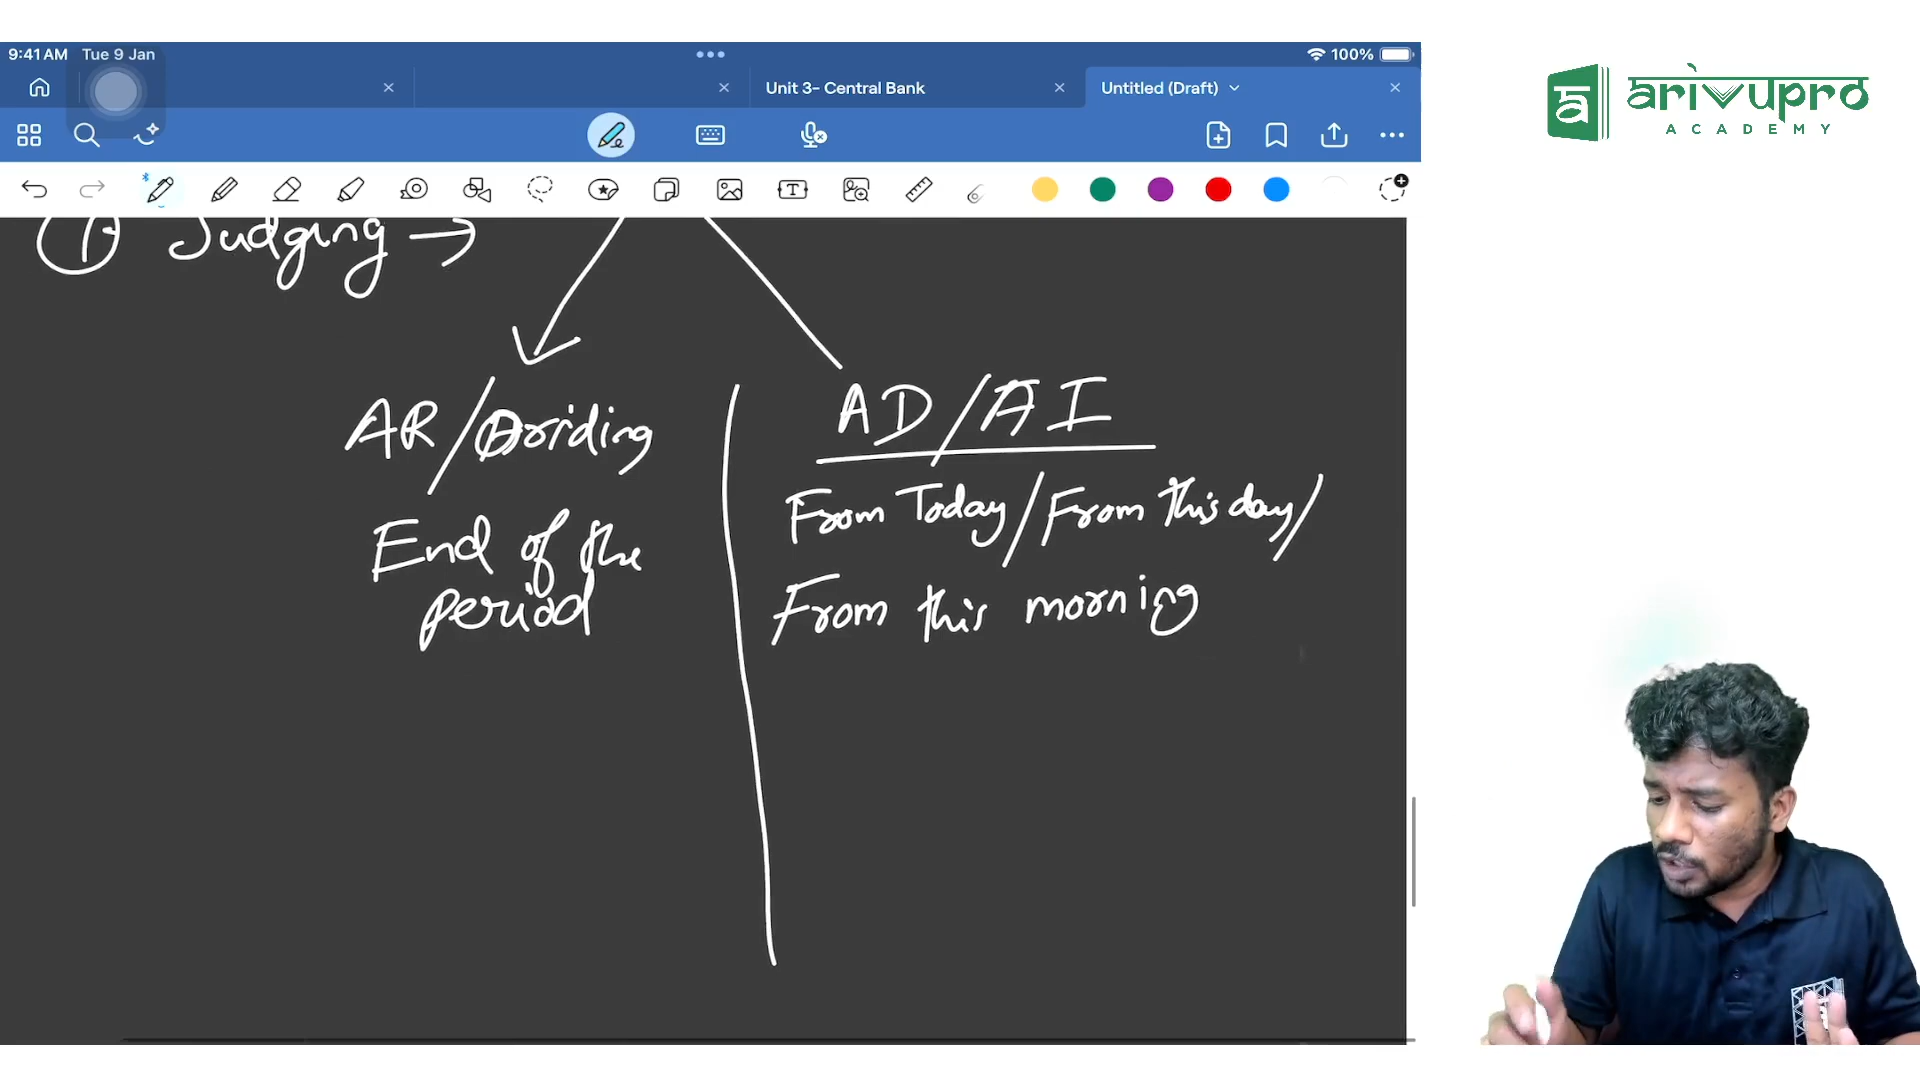 9:41 AM Tue 9 Jan
100%
Unit 3- Central Bank
Untitled (Draft)
arivupro
ACADEMY
① Judging →
AR/
AD/AI
End of the
period
From Today/From this day/
From this morning